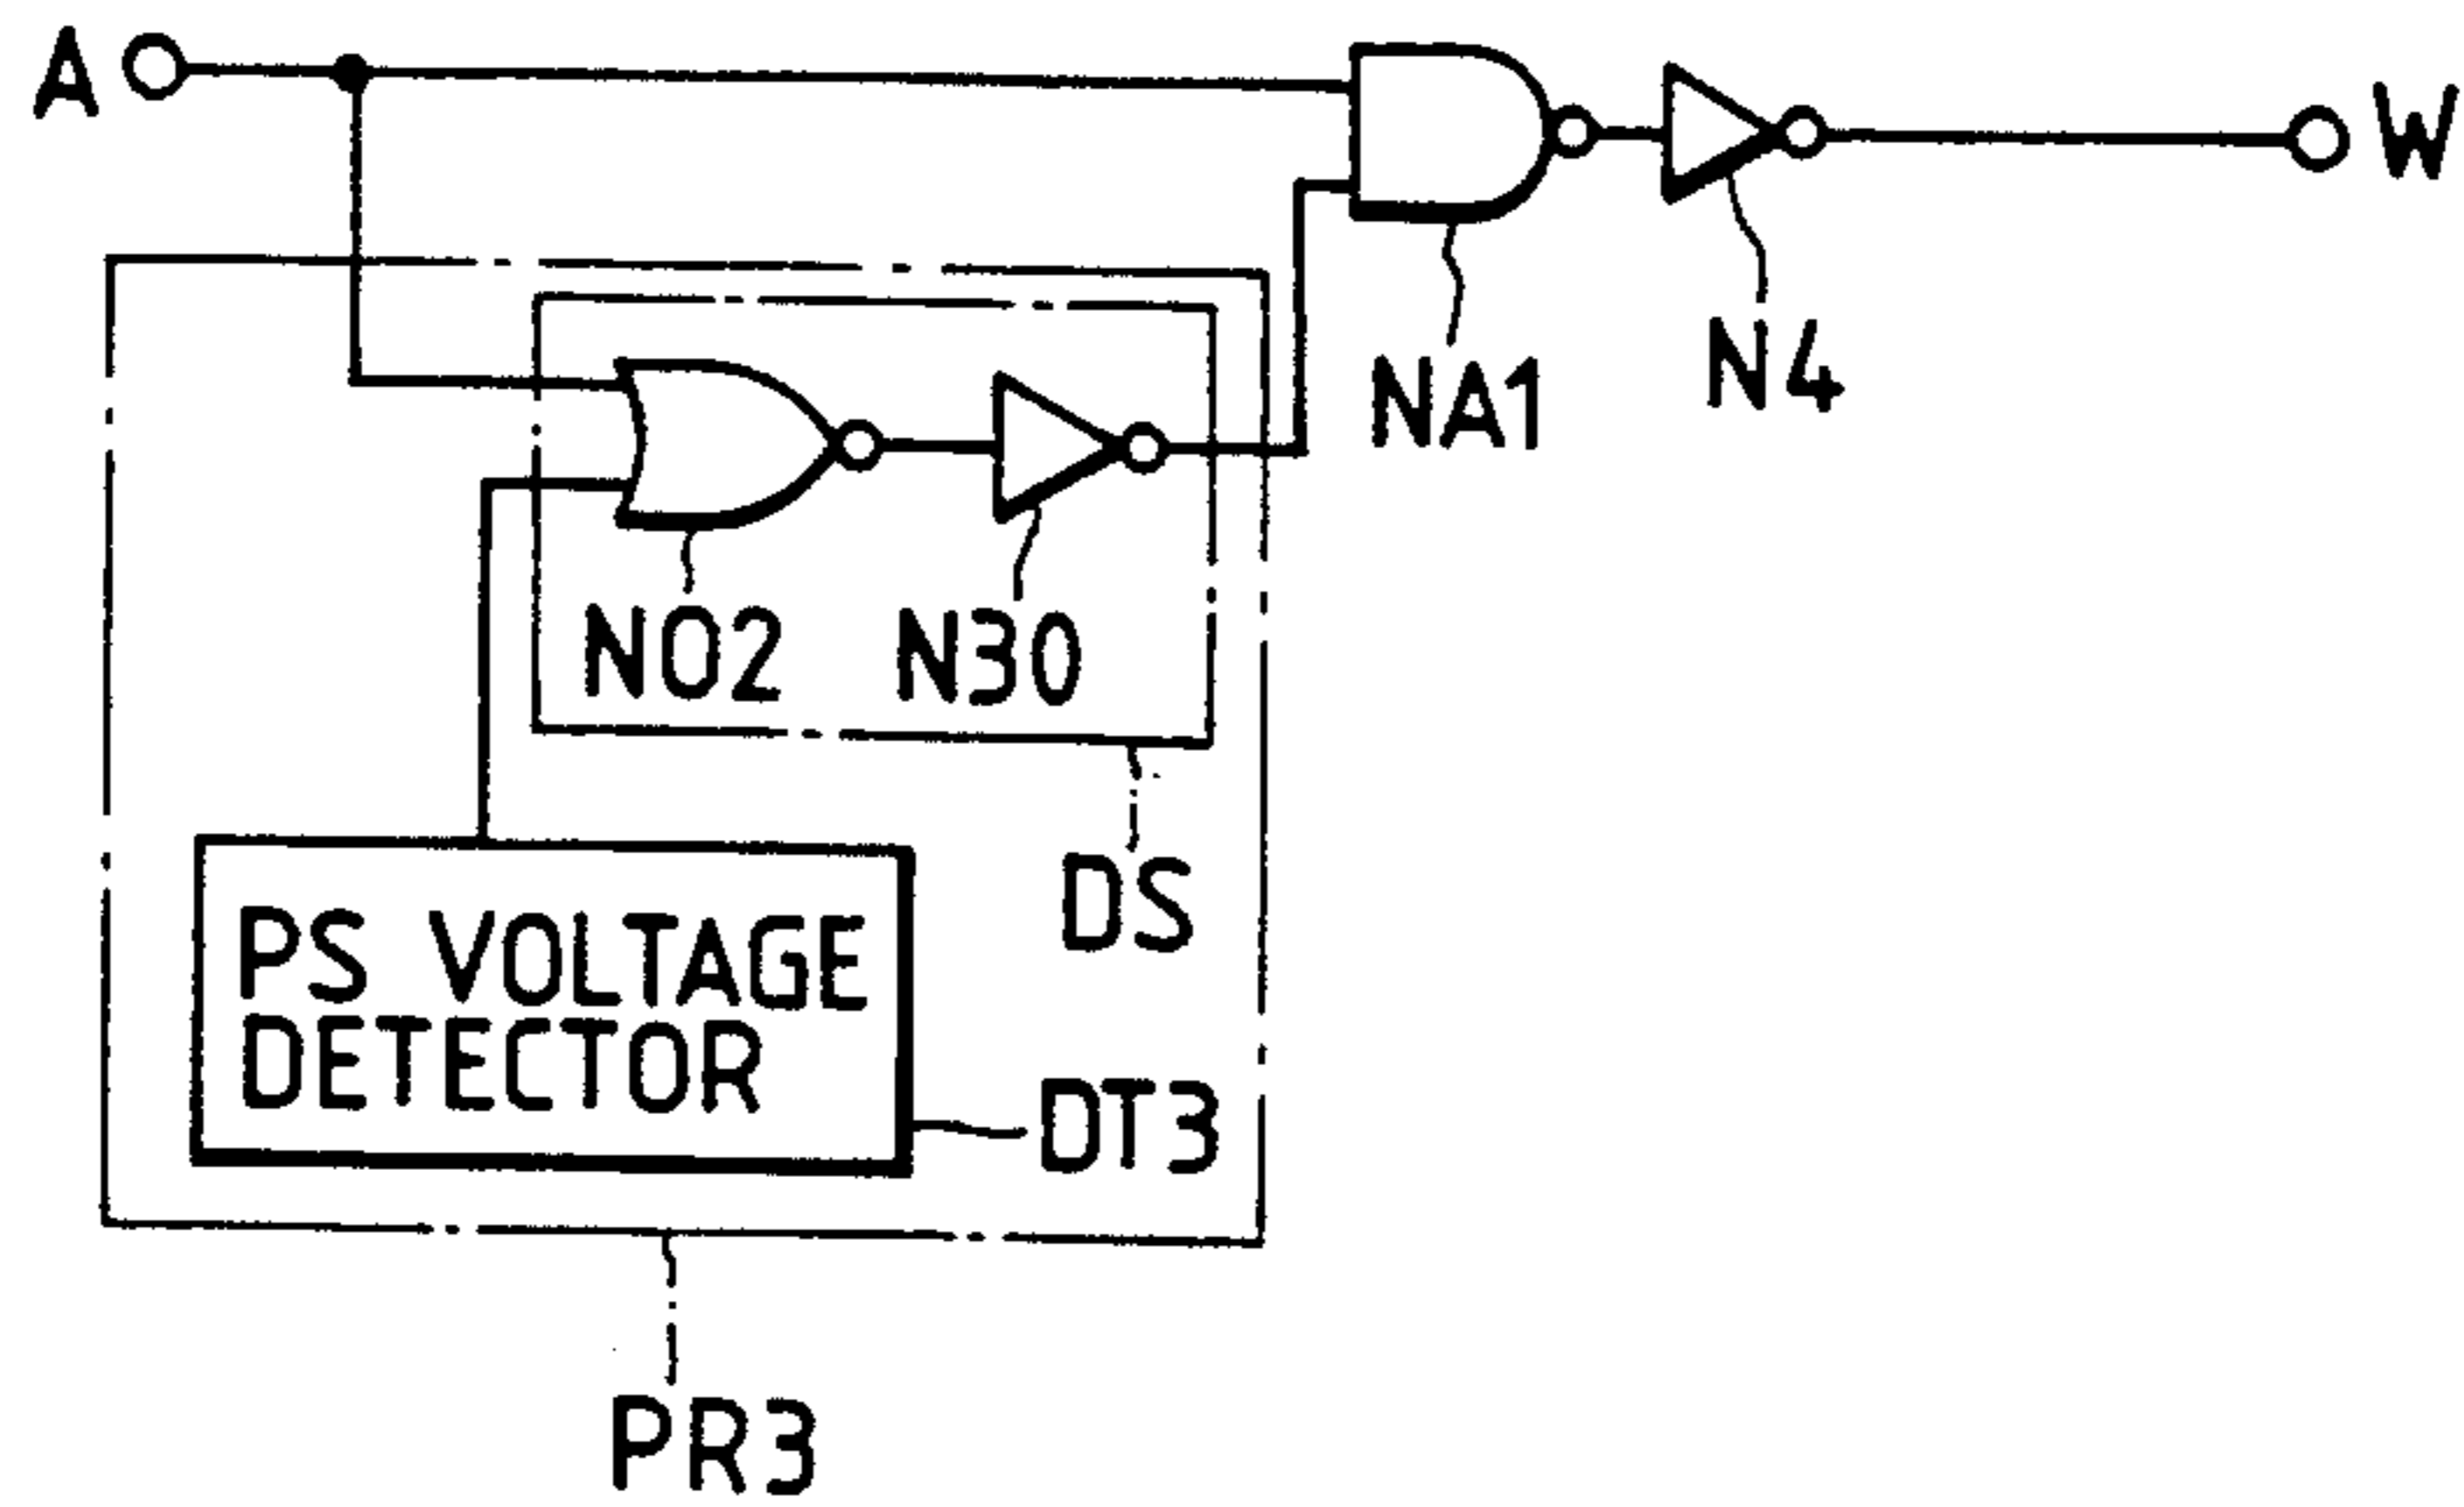 A
W
NA1
N4
NO2
N30
DS
PS VOLTAGE
DETECTOR
DT3
PR3